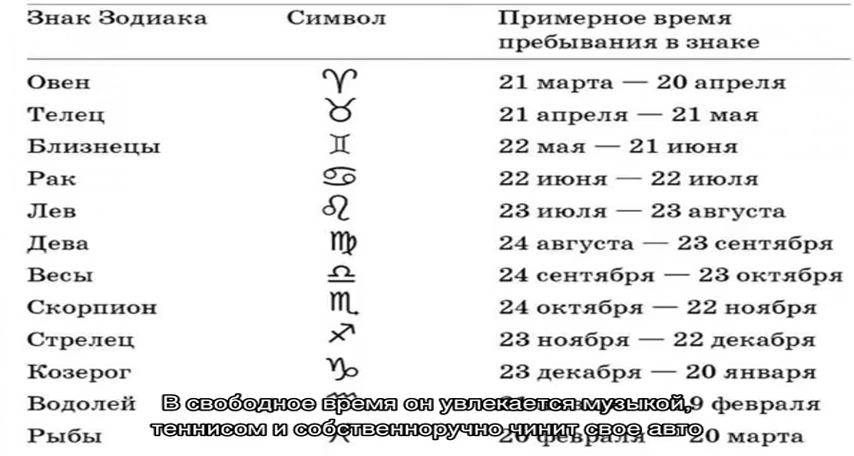 Знак Зодиака Символ Примерное время
пребывания в знаке
Овен ♈ 21 марта — 20 апреля
Телец ♉ 21 апреля — 21 мая
Близнецы ♊ 22 мая — 21 июня
Рак ♋ 22 июня — 22 июля
Лев ♌ 23 июля — 23 августа
Дева ♍ 24 августа — 23 сентября
Весы ♎ 24 сентября — 23 октября
Скорпион ♏ 24 октября — 22 ноября
Стрелец ♐ 23 ноября — 22 декабря
Козерог ♑ 23 декабря — 20 января
Водолей февраля
Рыбы 20 марта
В свободное время он увлекается музыкой,
теннисом и собственноручно чинит свое авто